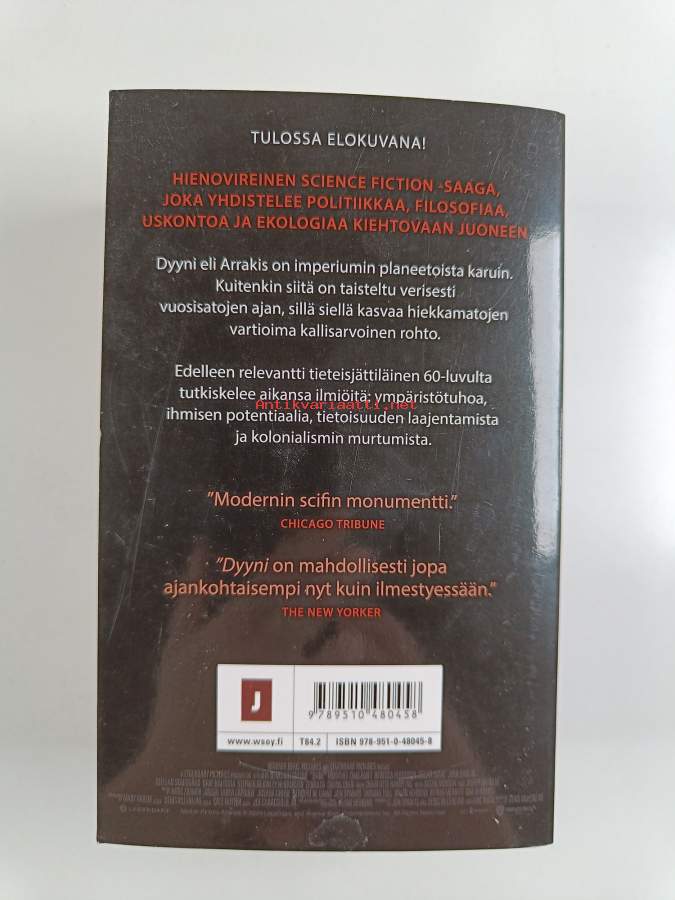 TULOSSA ELOKUVANA!
HIENOVIREINEN SCIENCE FICTION -SAAGA,
JOKA YHDISTELEE POLITIIKKAA, FILOSOFIAA,
USKONTOA JA EKOLOGIAA KIEHTOVAAN JUONEEN
Dyyni eli Arrakis on imperiumin planeetoista karuin.
Kuitenkin siitä on taisteltu verisesti
vuosisatojen ajan, sillä siellä kasvaa hiekkamatojen
vartioima kallisarvoinen rohto.
Edelleen relevantti tieteisjättiläinen 60-luvulta
tutkiskelee aikansa ilmiöitä: ympäristötuhoa,
Antikvariaatti.net
ihmisen potentiaalia, tietoisuuden laajentamista
ja kolonialismin murtumista.
"Modernin scifin monumentti."
CHICAGO TRIBUNE
"Dyyni on mahdollisesti jopa
ajankohtaisempi nyt kuin ilmestyessään."
THE NEW YORKER
J
9 789510 480458
www.wsoy.fi T84.2 ISBN 978-951-0-48045-8